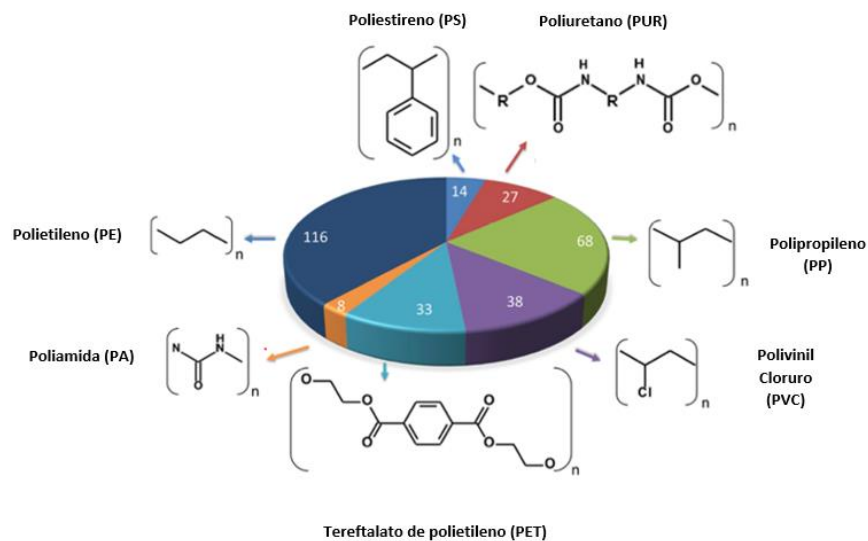 Poliestireno (PS)
Poliuretano (PUR)
H H
O N N O
R R
O O
n
n
14
27
Polietileno (PE)
n
116
68
Polipropileno
(PP)
n
8
33
38
Poliamida (PA)
H
N N
O
n
Polivinil
Cloruro
(PVC)
Cl
n
O
O
O
O
O
O
n
Tereftalato de polietileno (PET)